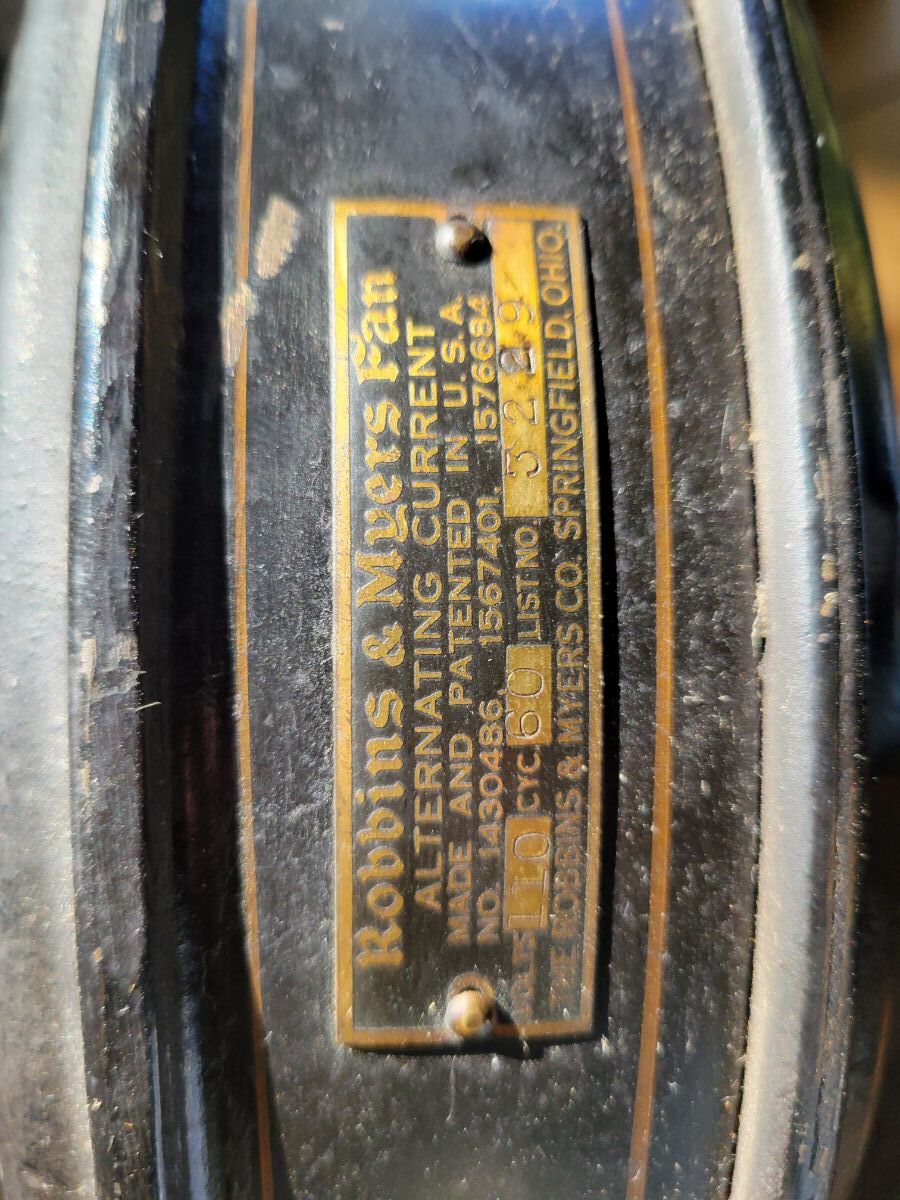 Robbins & Myers Fan
ALTERNATING CURRENT
MADE AND PATENTED IN U.S.A.
NO. 1430486, 1567401, 1576684
VOLTS 110 CYC. 60 LIST NO. 3229
THE ROBBINS & MYERS CO. SPRINGFIELD, OHIO.